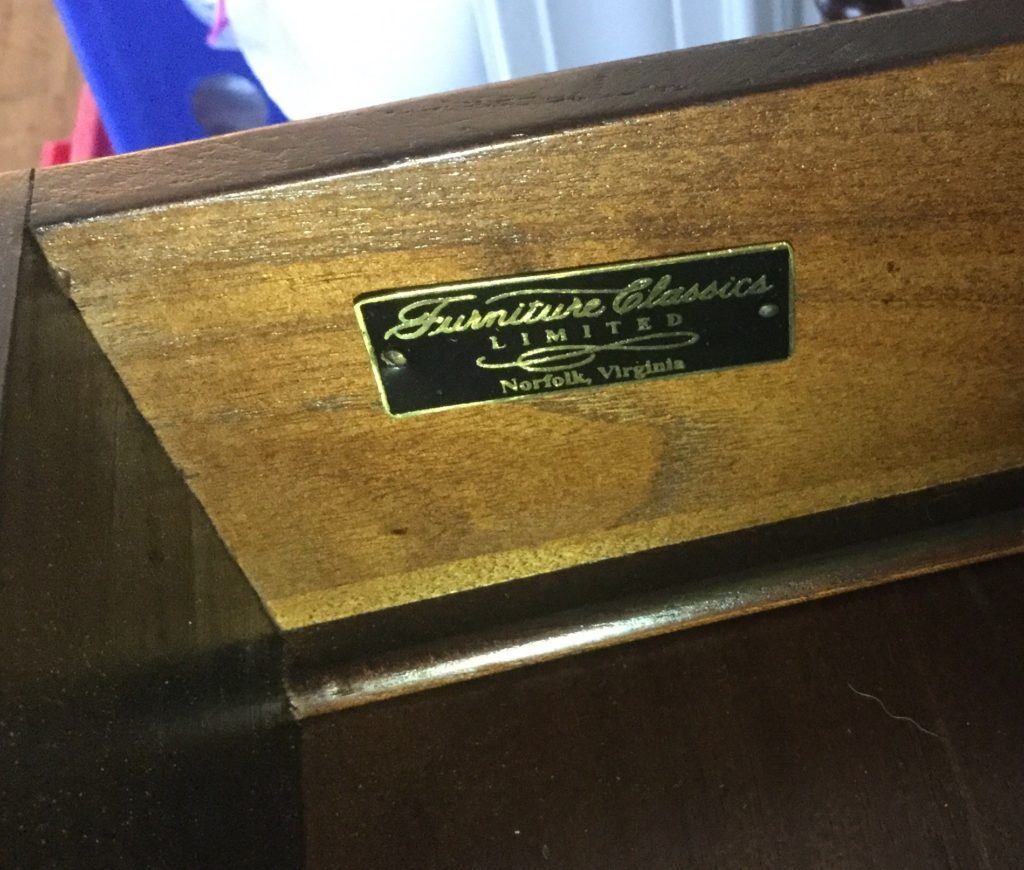 Furniture Classics
LIMITED
Norfolk, Virginia